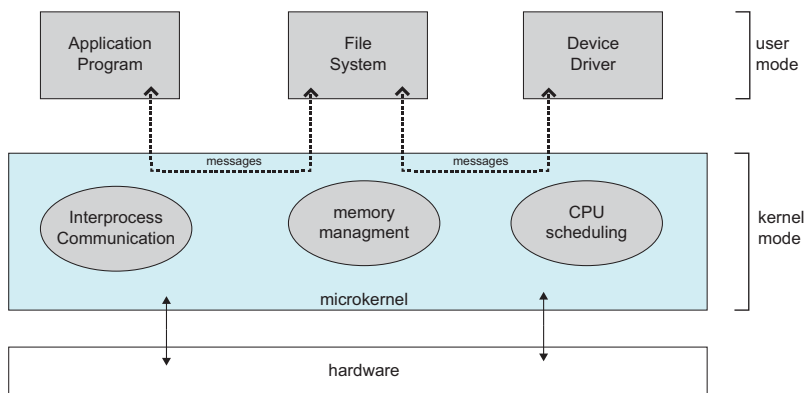 Application
Program
File
System
Device
Driver
user
mode
messages
messages
Interprocess
Communication
memory
managment
CPU
scheduling
kernel
mode
microkernel
hardware